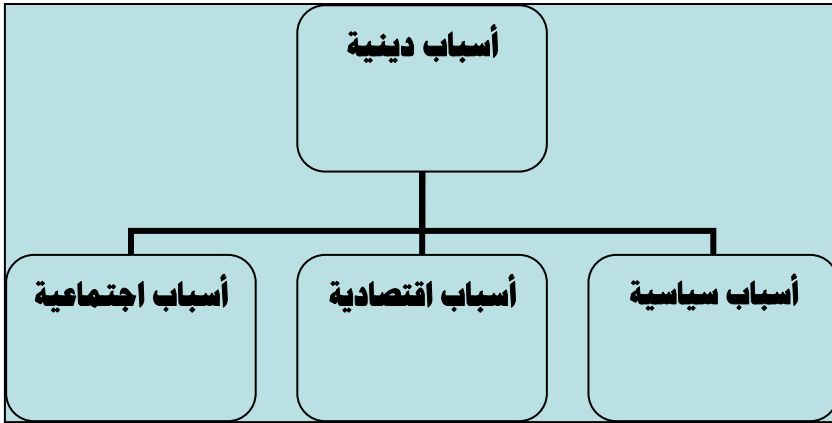 أسباب دينية
أسباب سياسية
أسباب اقتصادية
أسباب اجتماعية